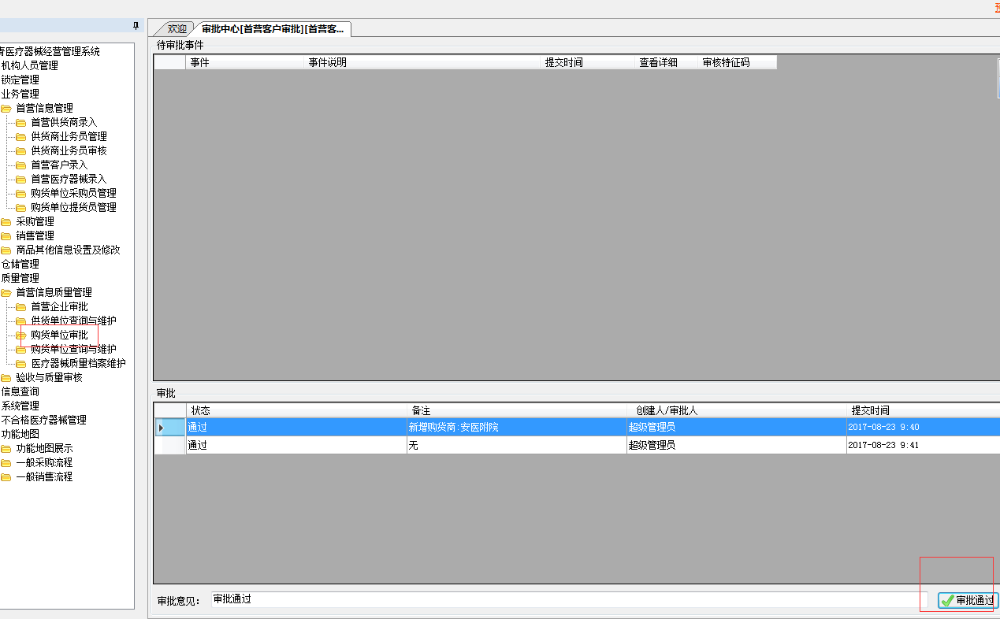 欢迎
审批中心[首营客户审批][首营客...
医疗器械经营管理系统
机构人员管理
锁定管理
业务管理
首营信息管理
首营供货商录入
供货商业务员管理
供货商业务员审核
首营客户录入
首营医疗器械录入
购货单位采购员管理
购货单位提货员管理
采购管理
销售管理
商品其他信息设置及修改
仓储管理
质量管理
首营信息质量管理
首营企业审批
供货单位查询与维护
购货单位审批
购货单位查询与维护
医疗器械质量档案维护
验收与质量审核
信息查询
系统管理
不合格医疗器械管理
功能地图
功能地图展示
一般采购流程
一般销售流程
待审批事件
事件 事件说明 提交时间 查看详细 审核特征码
审批
状态 备注 创建人/审批人 提交时间
通过 新增购货商:安医附院 超级管理员 2017-08-23 9:40
通过 无 超级管理员 2017-08-23 9:41
审批意见: 审批通过 审批通过